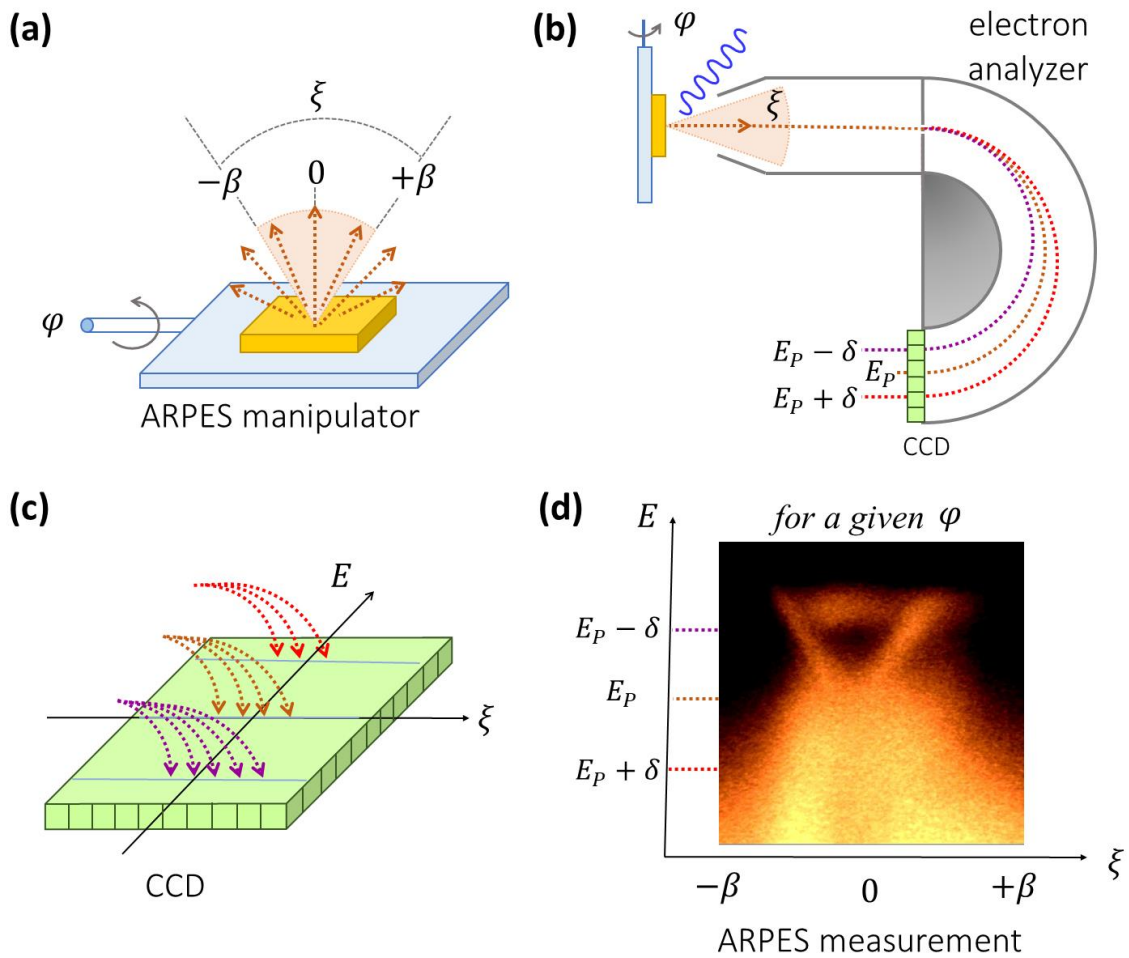 (a)
ξ
−β
0
+β
φ
ARPES manipulator
(b)
φ
electron
analyzer
ξ
E_P − δ
E_P
E_P + δ
CCD
(c)
E
ξ
CCD
(d)
E
for a given φ
E_P − δ
E_P
E_P + δ
ξ
−β
0
+β
ARPES measurement